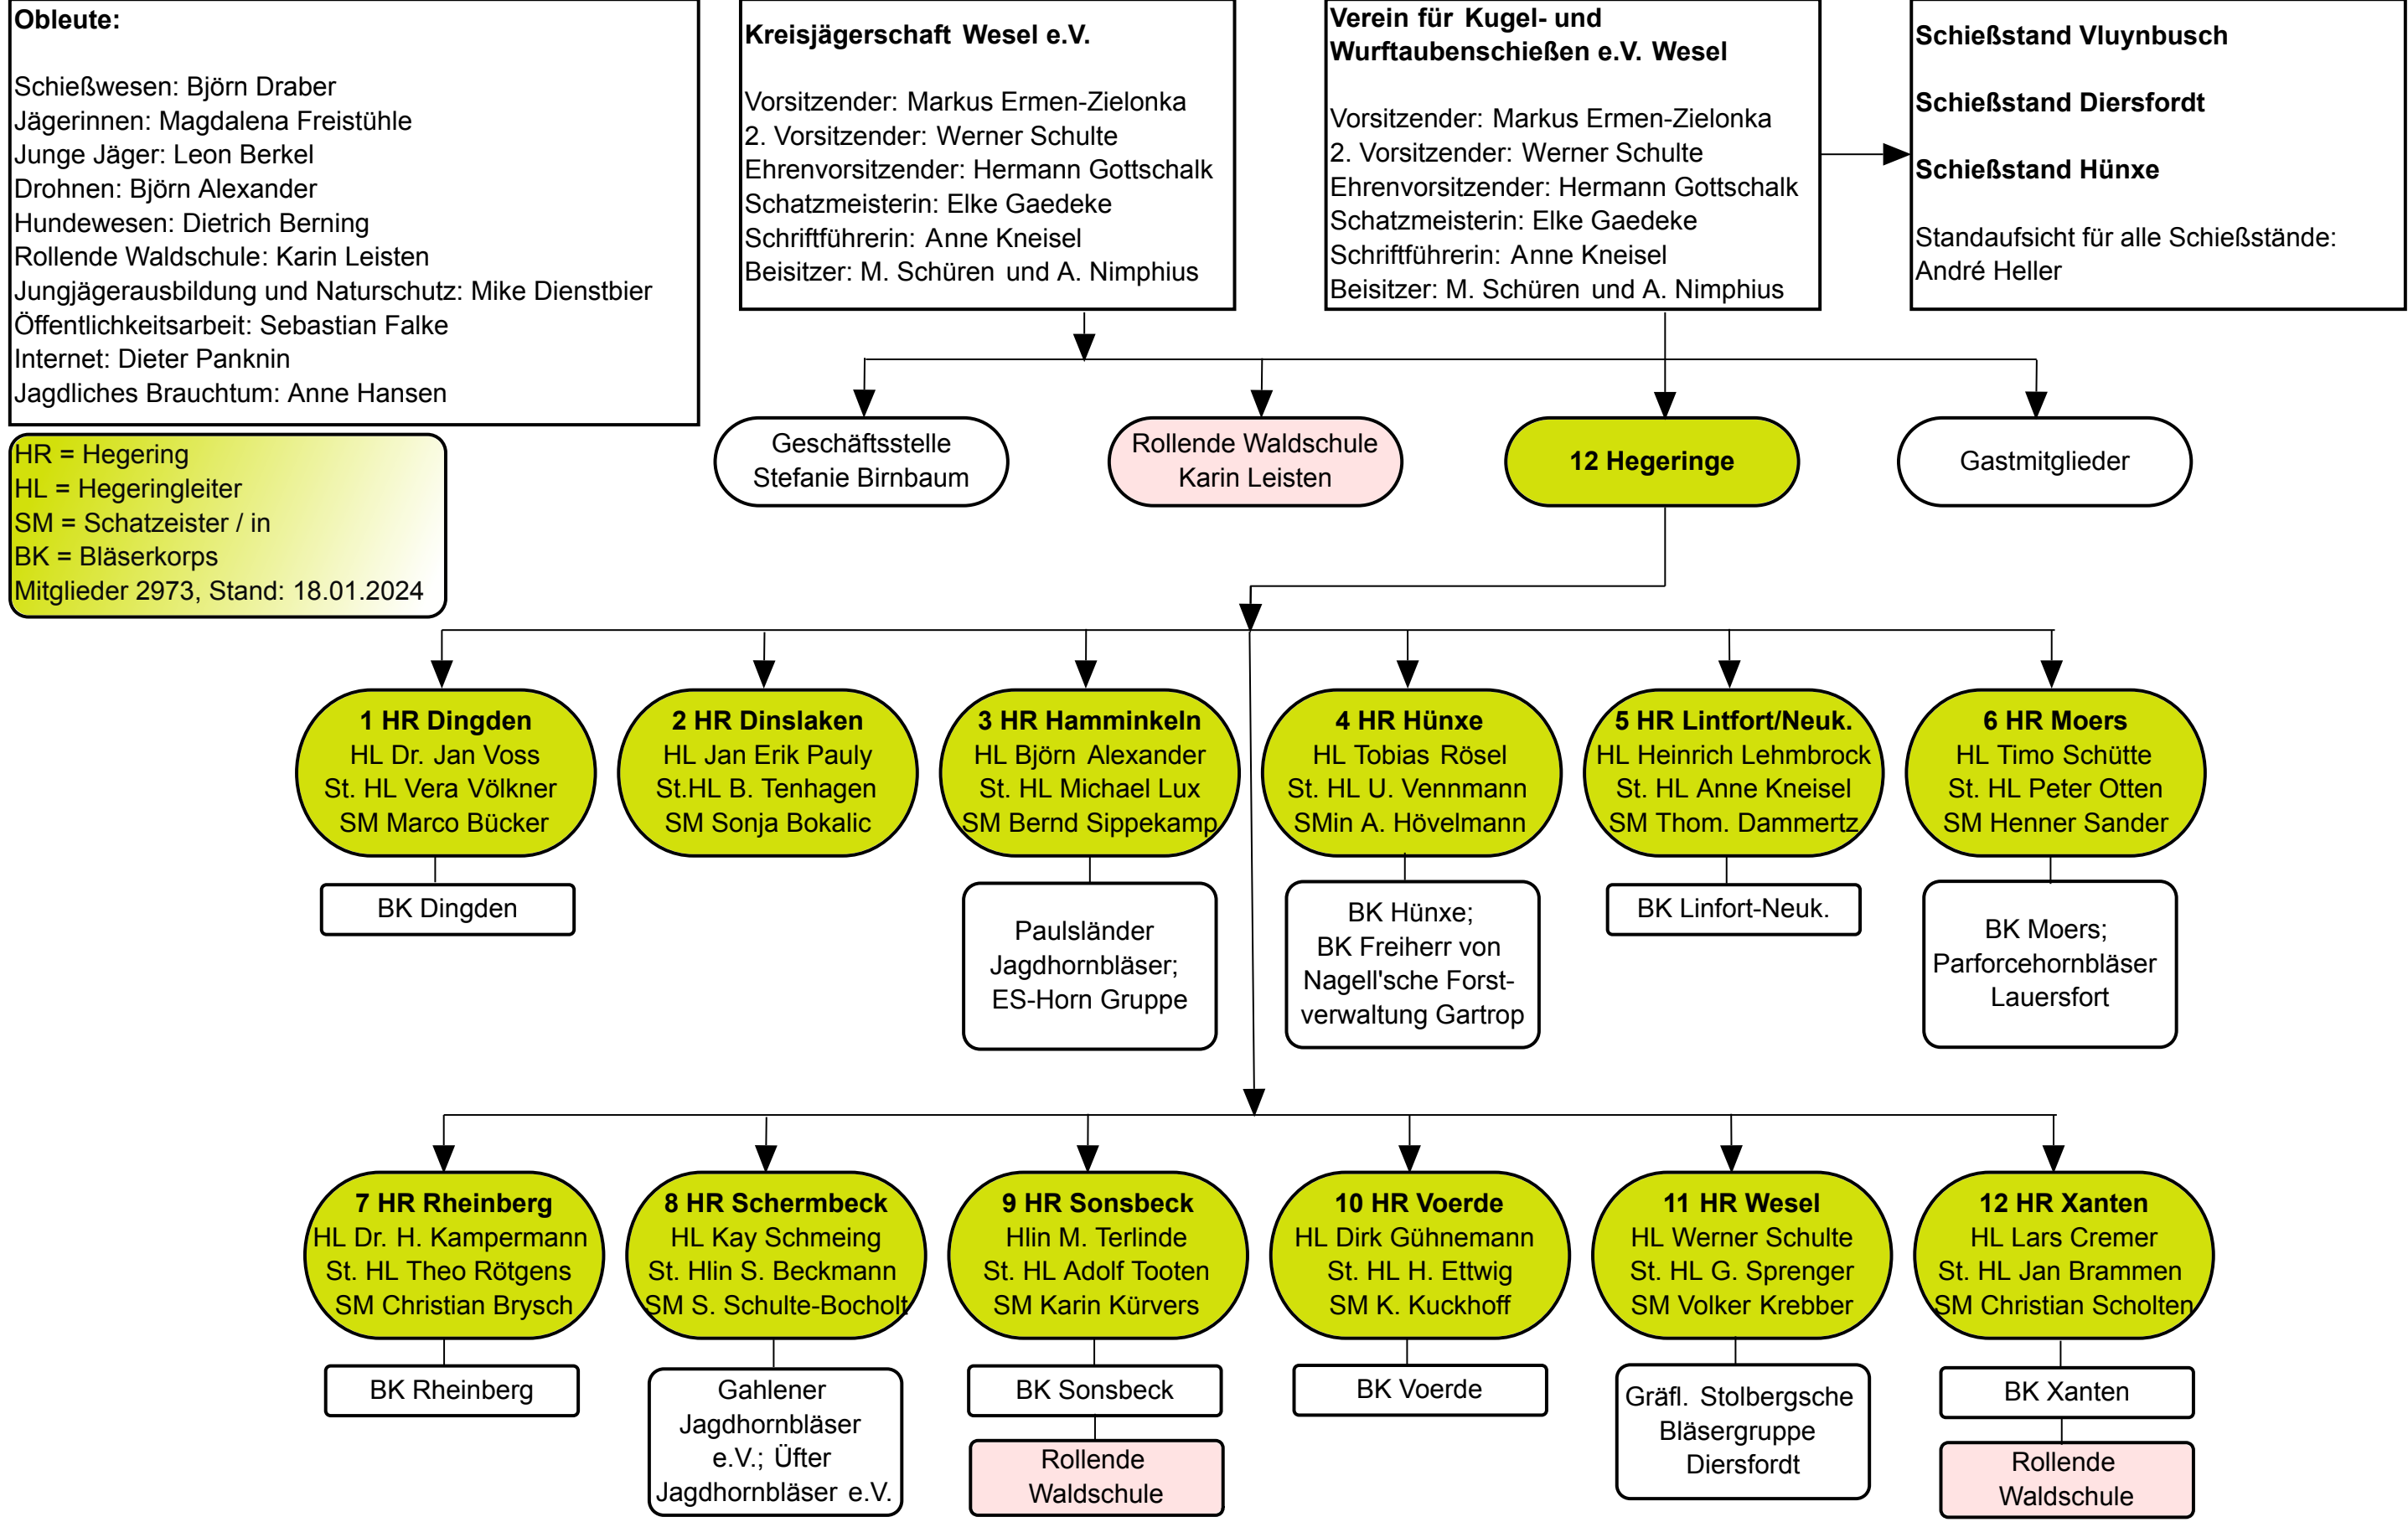 Obleute:
Schießwesen: Björn Draber
Jägerinnen: Magdalena Freistühle
Junge Jäger: Leon Berkel
Drohnen: Björn Alexander
Hundewesen: Dietrich Berning
Rollende Waldschule: Karin Leisten
Jungjägerausbildung und Naturschutz: Mike Dienstbier
Öffentlichkeitsarbeit: Sebastian Falke
Internet: Dieter Panknin
Jagdliches Brauchtum: Anne Hansen
Kreisjägerschaft Wesel e.V.
Vorsitzender: Markus Ermen-Zielonka
2. Vorsitzender: Werner Schulte
Ehrenvorsitzender: Hermann Gottschalk
Schatzmeisterin: Elke Gaedeke
Schriftführerin: Anne Kneisel
Beisitzer: M. Schüren und A. Nimphius
Verein für Kugel- und
Wurftaubenschießen e.V. Wesel
Vorsitzender: Markus Ermen-Zielonka
2. Vorsitzender: Werner Schulte
Ehrenvorsitzender: Hermann Gottschalk
Schatzmeisterin: Elke Gaedeke
Schriftführerin: Anne Kneisel
Beisitzer: M. Schüren und A. Nimphius
Schießstand Vluynbusch
Schießstand Diersfordt
Schießstand Hünxe
Standaufsicht für alle Schießstände:
André Heller
HR = Hegering
HL = Hegeringleiter
SM = Schatzeister / in
BK = Bläserkorps
Mitglieder 2973, Stand: 18.01.2024
Geschäftsstelle
Stefanie Birnbaum
Rollende Waldschule
Karin Leisten
12 Hegeringe
Gastmitglieder
1 HR Dingden
HL Dr. Jan Voss
St. HL Vera Völkner
SM Marco Bücker
BK Dingden
2 HR Dinslaken
HL Jan Erik Pauly
St.HL B. Tenhagen
SM Sonja Bokalic
3 HR Hamminkeln
HL Björn Alexander
St. HL Michael Lux
SM Bernd Sippekamp
Paulsländer
Jagdhornbläser;
ES-Horn Gruppe
4 HR Hünxe
HL Tobias Rösel
St. HL U. Vennmann
SMin A. Hövelmann
BK Hünxe;
BK Freiherr von
Nagell'sche Forst-
verwaltung Gartrop
5 HR Lintfort/Neuk.
HL Heinrich Lehmbrock
St. HL Anne Kneisel
SM Thom. Dammertz
BK Linfort-Neuk.
6 HR Moers
HL Timo Schütte
St. HL Peter Otten
SM Henner Sander
BK Moers;
Parforcehornbläser
Lauersfort
7 HR Rheinberg
HL Dr. H. Kampermann
St. HL Theo Rötgens
SM Christian Brysch
BK Rheinberg
8 HR Schermbeck
HL Kay Schmeing
St. Hlin S. Beckmann
SM S. Schulte-Bocholt
Gahlener
Jagdhornbläser
e.V.; Üfter
Jagdhornbläser e.V.
9 HR Sonsbeck
Hlin M. Terlinde
St. HL Adolf Tooten
SM Karin Kürvers
BK Sonsbeck
Rollende
Waldschule
10 HR Voerde
HL Dirk Gühnemann
St. HL H. Ettwig
SM K. Kuckhoff
BK Voerde
11 HR Wesel
HL Werner Schulte
St. HL G. Sprenger
SM Volker Krebber
Gräfl. Stolbergsche
Bläsergruppe
Diersfordt
12 HR Xanten
HL Lars Cremer
St. HL Jan Brammen
SM Christian Scholten
BK Xanten
Rollende
Waldschule